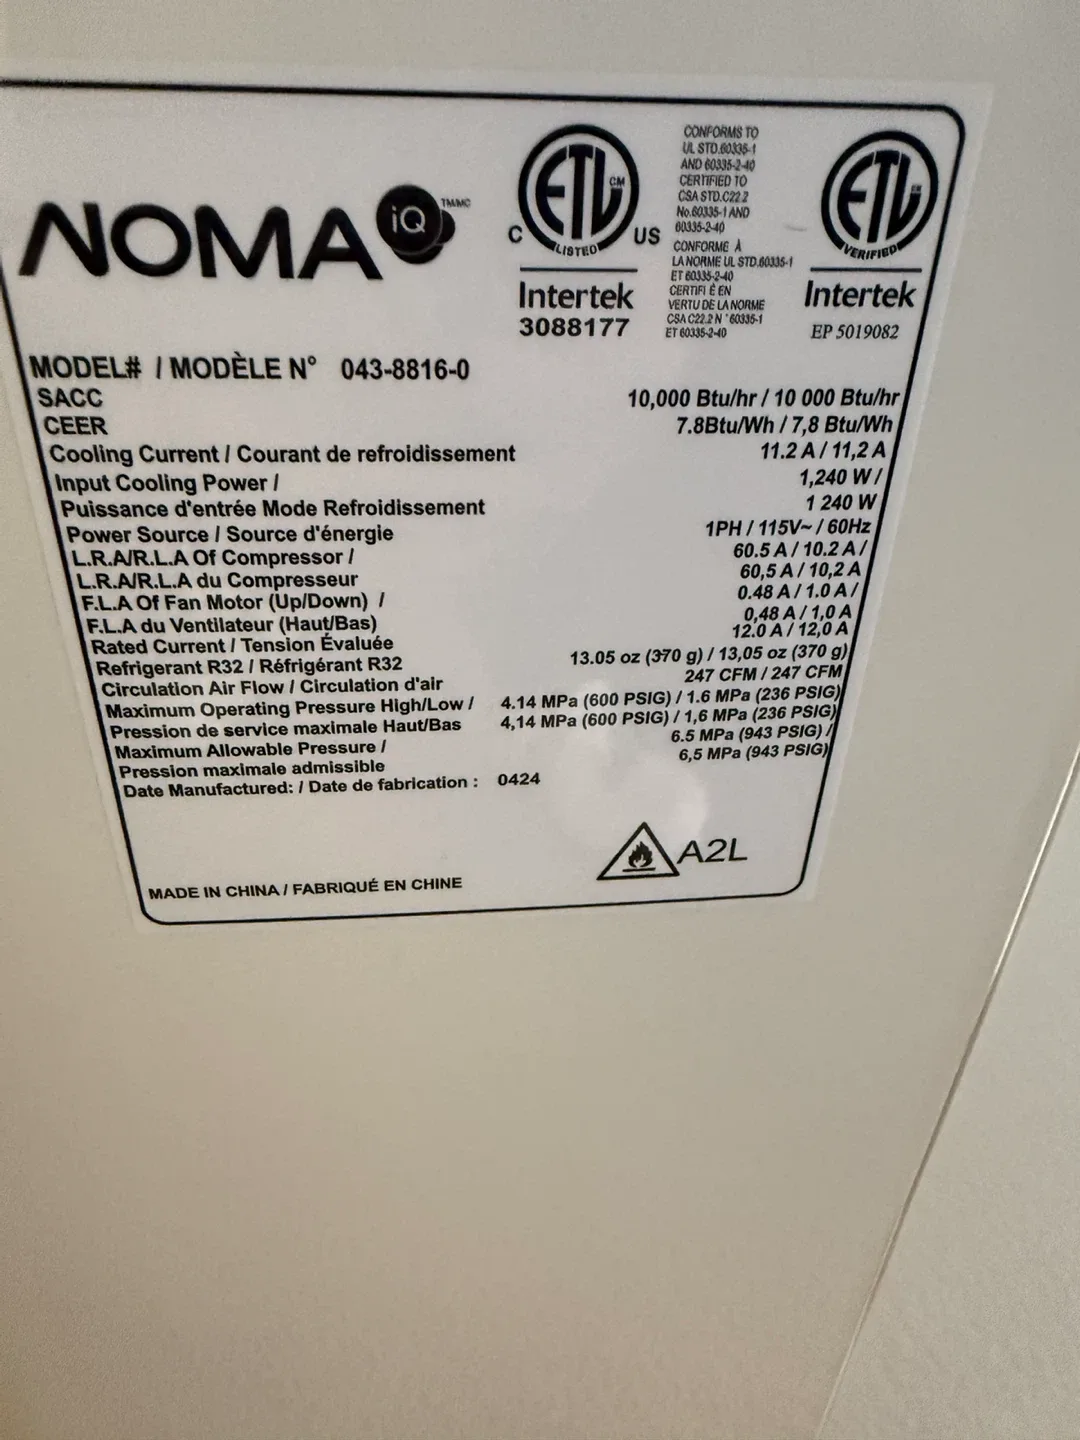 NOMA iQ TM/MC
C ETL CM LISTED US
Intertek
3088177
CONFORMS TO
UL STD.60335-1
AND 60335-2-40
CERTIFIED TO
CSA STD.C22.2
No.60335-1 AND
60335-2-40
CONFORME À
LA NORME UL STD.60335-1
ET 60335-2-40
CERTIFI É EN
VERTU DE LA NORME
CSA C22.2 N °60335-1
ET 60335-2-40
ETL CM VERIFIED
Intertek
EP 5019082
MODEL# / MODÈLE N° 043-8816-0
SACC 10,000 Btu/hr / 10 000 Btu/hr
CEER 7.8Btu/Wh / 7,8 Btu/Wh
Cooling Current / Courant de refroidissement 11.2 A / 11,2 A
Input Cooling Power / 1,240 W /
Puissance d'entrée Mode Refroidissement 1 240 W
Power Source / Source d'énergie 1PH / 115V~ / 60Hz
L.R.A/R.L.A Of Compressor / 60.5 A / 10.2 A /
L.R.A/R.L.A du Compresseur 60,5 A / 10,2 A
F.L.A Of Fan Motor (Up/Down) / 0.48 A / 1.0 A /
F.L.A du Ventilateur (Haut/Bas) 0,48 A / 1,0 A
Rated Current / Tension Évaluée 12.0 A / 12,0 A
Refrigerant R32 / Réfrigérant R32 13.05 oz (370 g) / 13,05 oz (370 g)
Circulation Air Flow / Circulation d'air 247 CFM / 247 CFM
Maximum Operating Pressure High/Low / 4.14 MPa (600 PSIG) / 1.6 MPa (236 PSIG)
Pression de service maximale Haut/Bas 4,14 MPa (600 PSIG) / 1,6 MPa (236 PSIG)
Maximum Allowable Pressure / 6.5 MPa (943 PSIG) /
Pression maximale admissible 6,5 MPa (943 PSIG)
Date Manufactured: / Date de fabrication : 0424
A2L
MADE IN CHINA / FABRIQUÉ EN CHINE